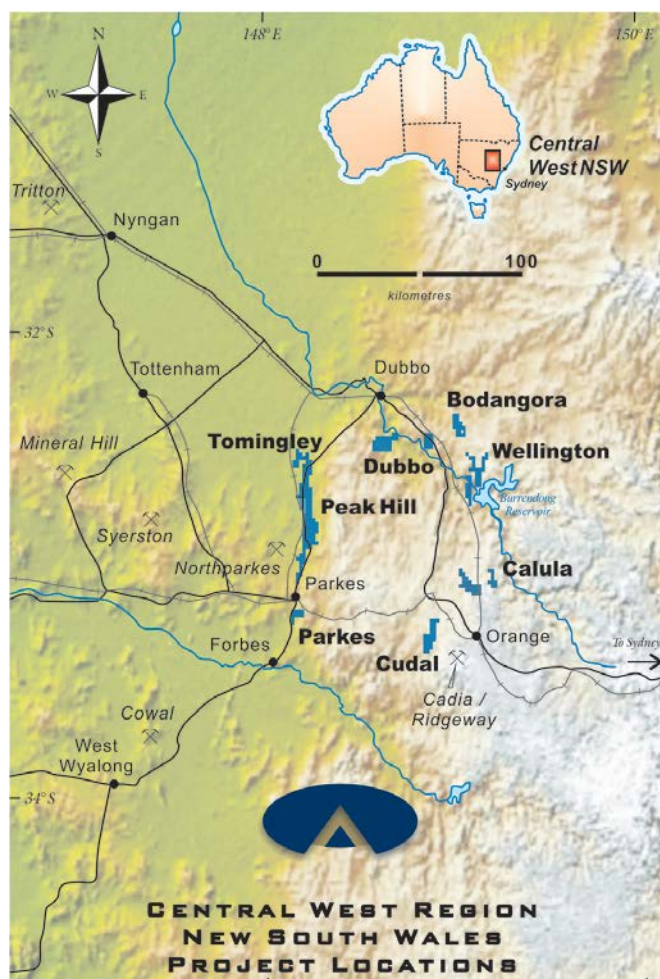 148°E
150°E
N
W
E
S
Central
West NSW
Sydney
Tritton
Nyngan
0
100
kilometres
32°S
Tottenham
Dubbo
Bodangora
Mineral Hill
Tomingley
Wellington
Dubbo
Burrendong
Reservoir
Peak Hill
Syerston
Northparkes
Calula
Parkes
Parkes
Orange
To Sydney
Forbes
Cudal
Cadia /
Ridgeway
Cowal
West
Wyalong
34°S
CENTRAL WEST REGION
NEW SOUTH WALES
PROJECT LOCATIONS